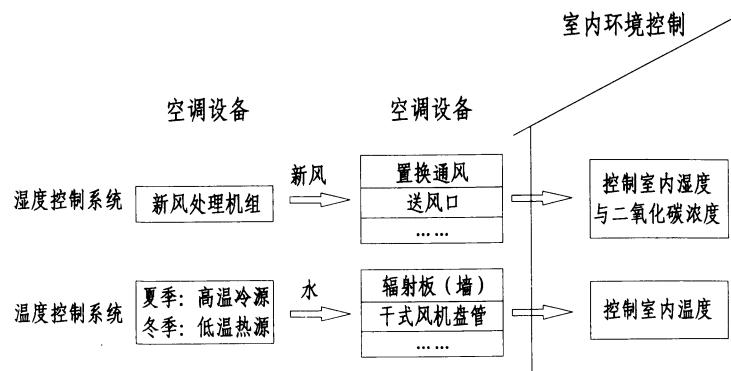 室内环境控制
空调设备
空调设备
湿度控制系统
新风处理机组
新风
置换通风
送风口
……
控制室内湿度
与二氧化碳浓度
温度控制系统
夏季：高温冷源
冬季：低温热源
水
辐射板（墙）
干式风机盘管
……
控制室内温度